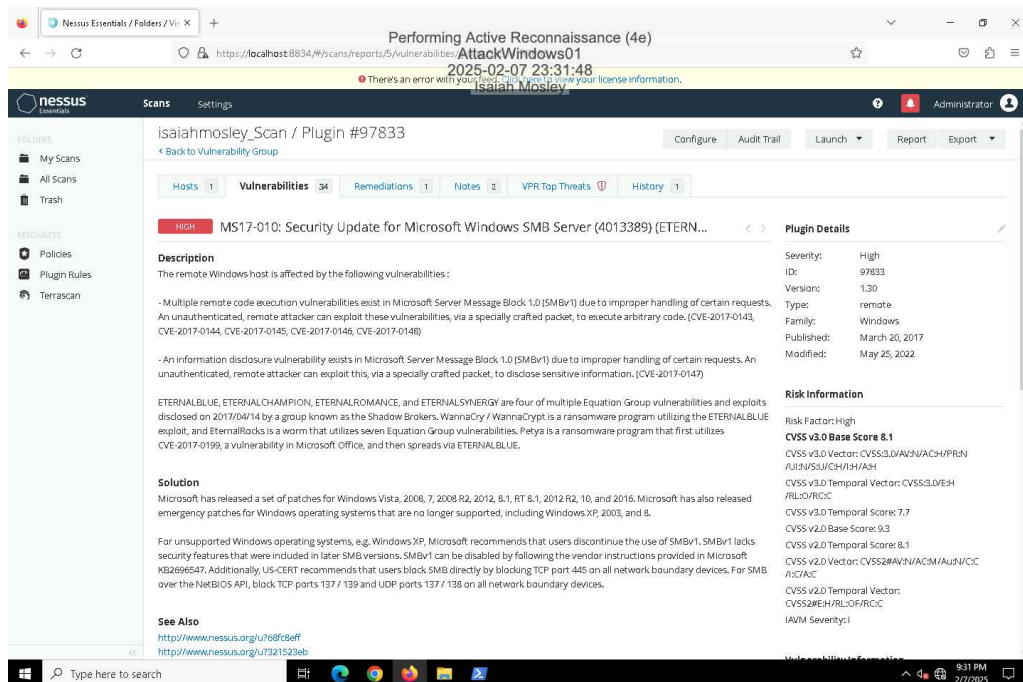 Nessus Essentials / Folders / Vie
Performing Active Reconnaissance (4e)
AttackWindows01
2025-02-07 23:31:48
Isaiah Mosley
https://localhost:8834/#/scans/reports/5/vulnerabilities/
There's an error with your feed. Click here to view your license information.
nessus
Essentials
Scans
Settings
Administrator
FOLDERS
My Scans
All Scans
Trash
RESOURCES
Policies
Plugin Rules
Terrascan
isaiahmosley_Scan / Plugin #97833
< Back to Vulnerability Group
Configure
Audit Trail
Launch
Report
Export
Hosts 1
Vulnerabilities 34
Remediations 1
Notes 2
VPR Top Threats
History 1
HIGH
MS17-010: Security Update for Microsoft Windows SMB Server (4013389) (ETERN...
Description
The remote Windows host is affected by the following vulnerabilities :
- Multiple remote code execution vulnerabilities exist in Microsoft Server Message Block 1.0 (SMBv1) due to improper handling of certain requests.
An unauthenticated, remote attacker can exploit these vulnerabilities, via a specially crafted packet, to execute arbitrary code. (CVE-2017-0143,
CVE-2017-0144, CVE-2017-0145, CVE-2017-0146, CVE-2017-0148)
- An information disclosure vulnerability exists in Microsoft Server Message Block 1.0 (SMBv1) due to improper handling of certain requests. An
unauthenticated, remote attacker can exploit this, via a specially crafted packet, to disclose sensitive information. (CVE-2017-0147)
ETERNALBLUE, ETERNALCHAMPION, ETERNALROMANCE, and ETERNALSYNERGY are four of multiple Equation Group vulnerabilities and exploits
disclosed on 2017/04/14 by a group known as the Shadow Brokers. WannaCry / WannaCrypt is a ransomware program utilizing the ETERNALBLUE
exploit, and EternalRocks is a worm that utilizes seven Equation Group vulnerabilities. Petya is a ransomware program that first utilizes
CVE-2017-0199, a vulnerability in Microsoft Office, and then spreads via ETERNALBLUE.
Solution
Microsoft has released a set of patches for Windows Vista, 2008, 7, 2008 R2, 2012, 8.1, RT 8.1, 2012 R2, 10, and 2016. Microsoft has also released
emergency patches for Windows operating systems that are no longer supported, including Windows XP, 2003, and 8.
For unsupported Windows operating systems, e.g. Windows XP, Microsoft recommends that users discontinue the use of SMBv1. SMBv1 lacks
security features that were included in later SMB versions. SMBv1 can be disabled by following the vendor instructions provided in Microsoft
KB2696547. Additionally, US-CERT recommends that users block SMB directly by blocking TCP port 445 on all network boundary devices. For SMB
over the NetBIOS API, block TCP ports 137 / 139 and UDP ports 137 / 138 on all network boundary devices.
See Also
http://www.nessus.org/u?68fc8eff
http://www.nessus.org/u?321523eb
Plugin Details
Severity: High
ID: 97833
Version: 1.30
Type: remote
Family: Windows
Published: March 20, 2017
Modified: May 25, 2022
Risk Information
Risk Factor: High
CVSS v3.0 Base Score 8.1
CVSS v3.0 Vector: CVSS:3.0/AV:N/AC:H/PR:N
/UI:N/S:U/C:H/I:H/A:H
CVSS v3.0 Temporal Vector: CVSS:3.0/E:H
/RL:O/RC:C
CVSS v3.0 Temporal Score: 7.7
CVSS v2.0 Base Score: 9.3
CVSS v2.0 Temporal Score: 8.1
CVSS v2.0 Vector: CVSS2#AV:N/AC:M/Au:N/C:C
/I:C/A:C
CVSS v2.0 Temporal Vector:
CVSS2#E:H/RL:OF/RC:C
IAVM Severity: I
Vulnerability Information
Type here to search
9:31 PM
2/7/2025